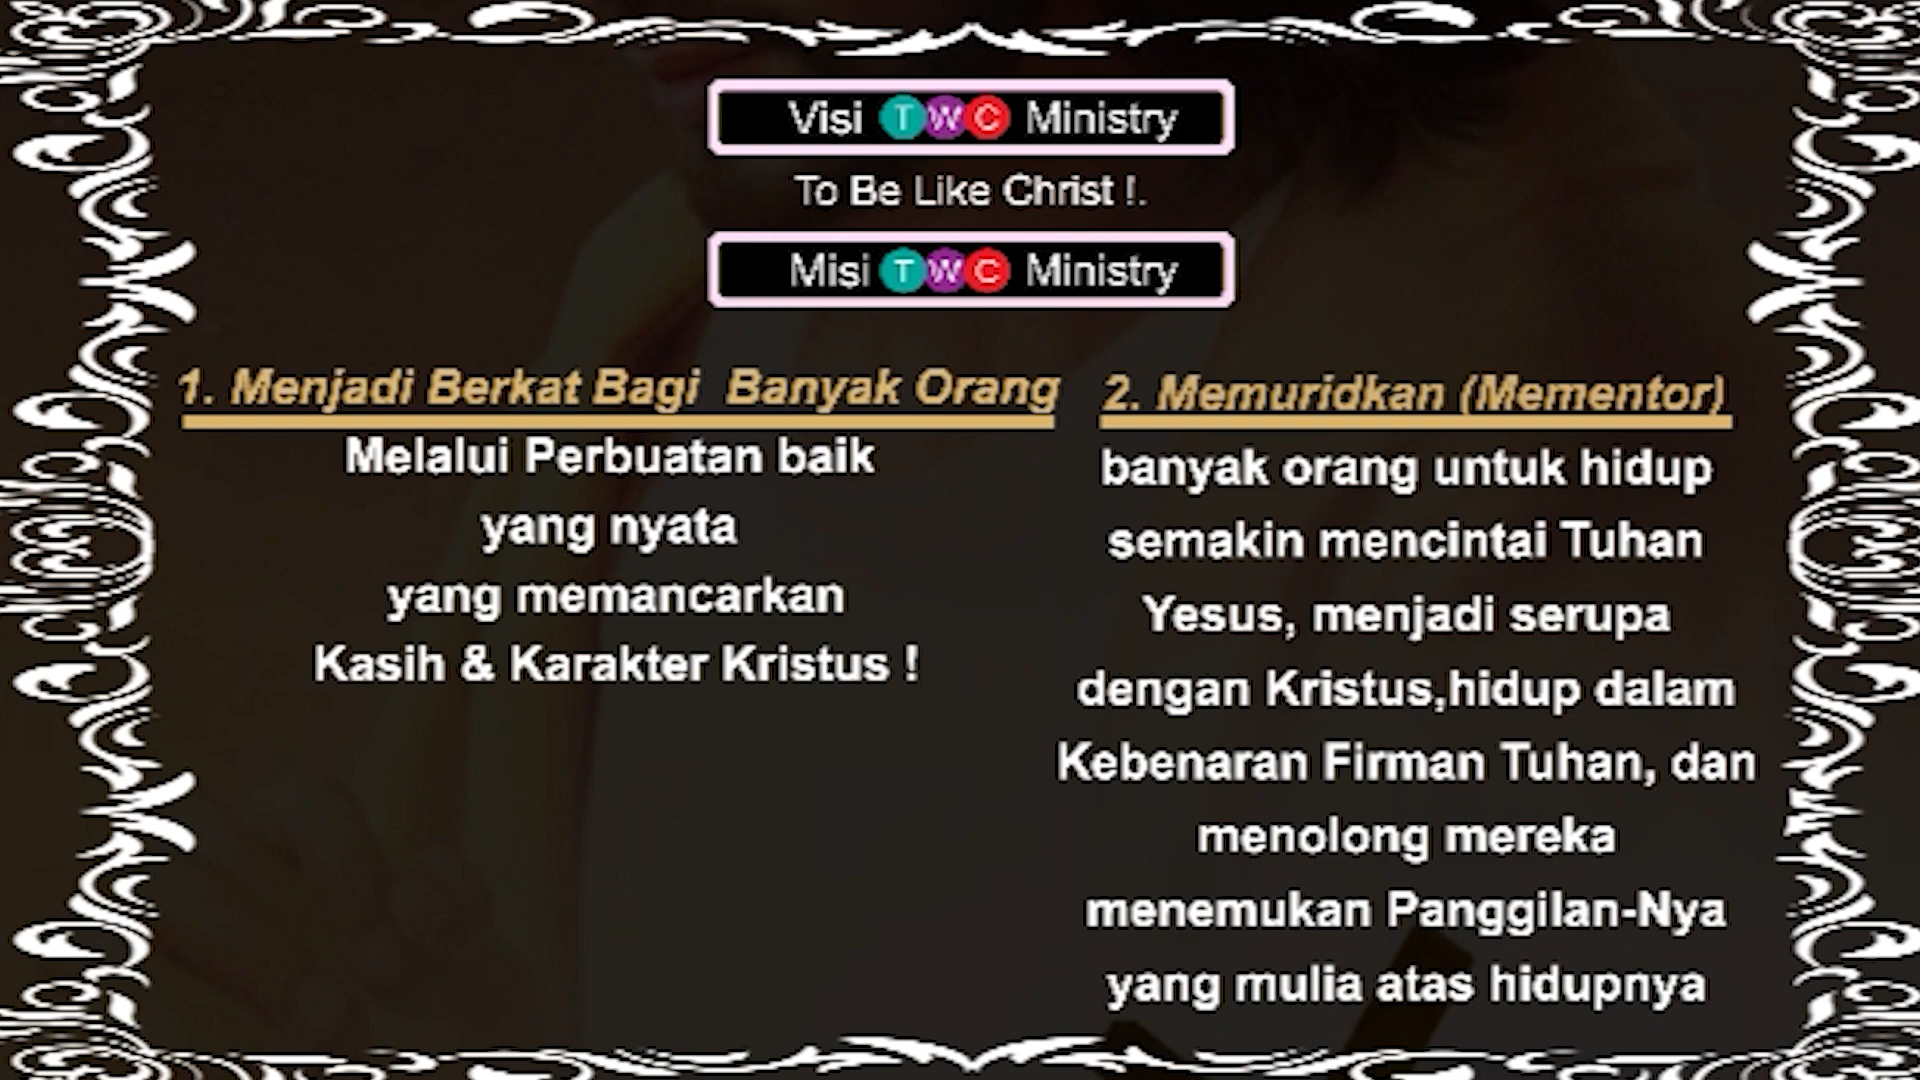 Visi TWC Ministry
To Be Like Christ !.
Misi TWC Ministry
1. Menjadi Berkat Bagi  Banyak Orang
Melalui Perbuatan baik
yang nyata
yang memancarkan
Kasih & Karakter Kristus !
2. Memuridkan (Mementor)
banyak orang untuk hidup
semakin mencintai Tuhan
Yesus, menjadi serupa
dengan Kristus,hidup dalam
Kebenaran Firman Tuhan, dan
menolong mereka
menemukan Panggilan-Nya
yang mulia atas hidupnya